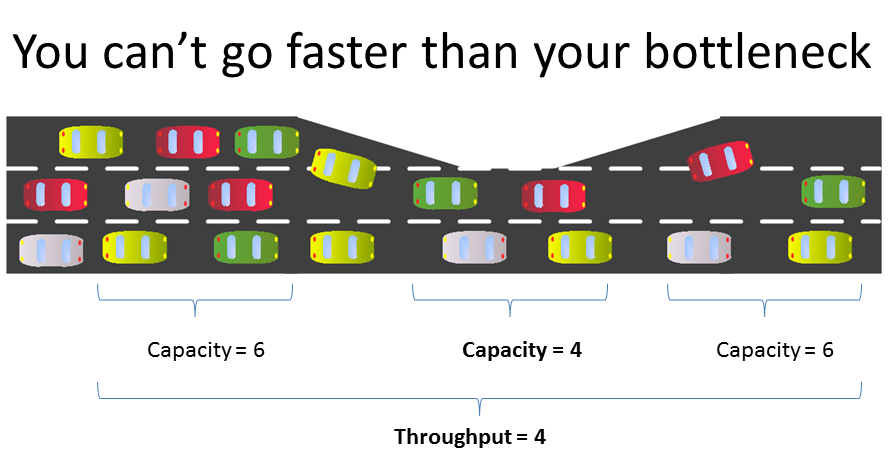 You can’t go faster than your bottleneck
Capacity = 6
Capacity = 4
Capacity = 6
Throughput = 4